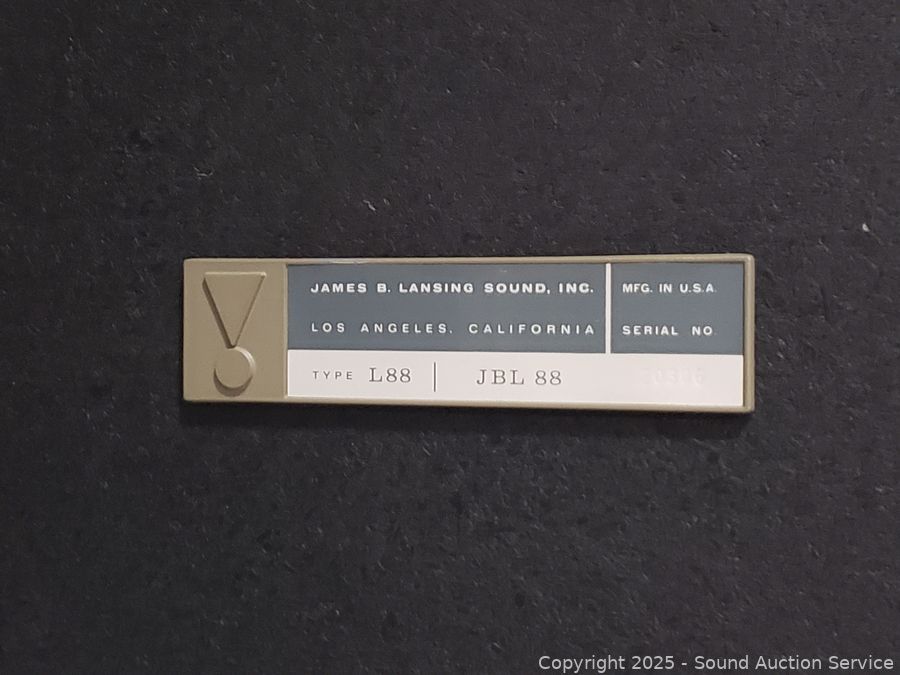 JAMES B. LANSING SOUND, INC.
LOS ANGELES, CALIFORNIA
MFG. IN U.S.A.
SERIAL NO.
TYPE L88 | JBL 88
Copyright 2025 - Sound Auction Service